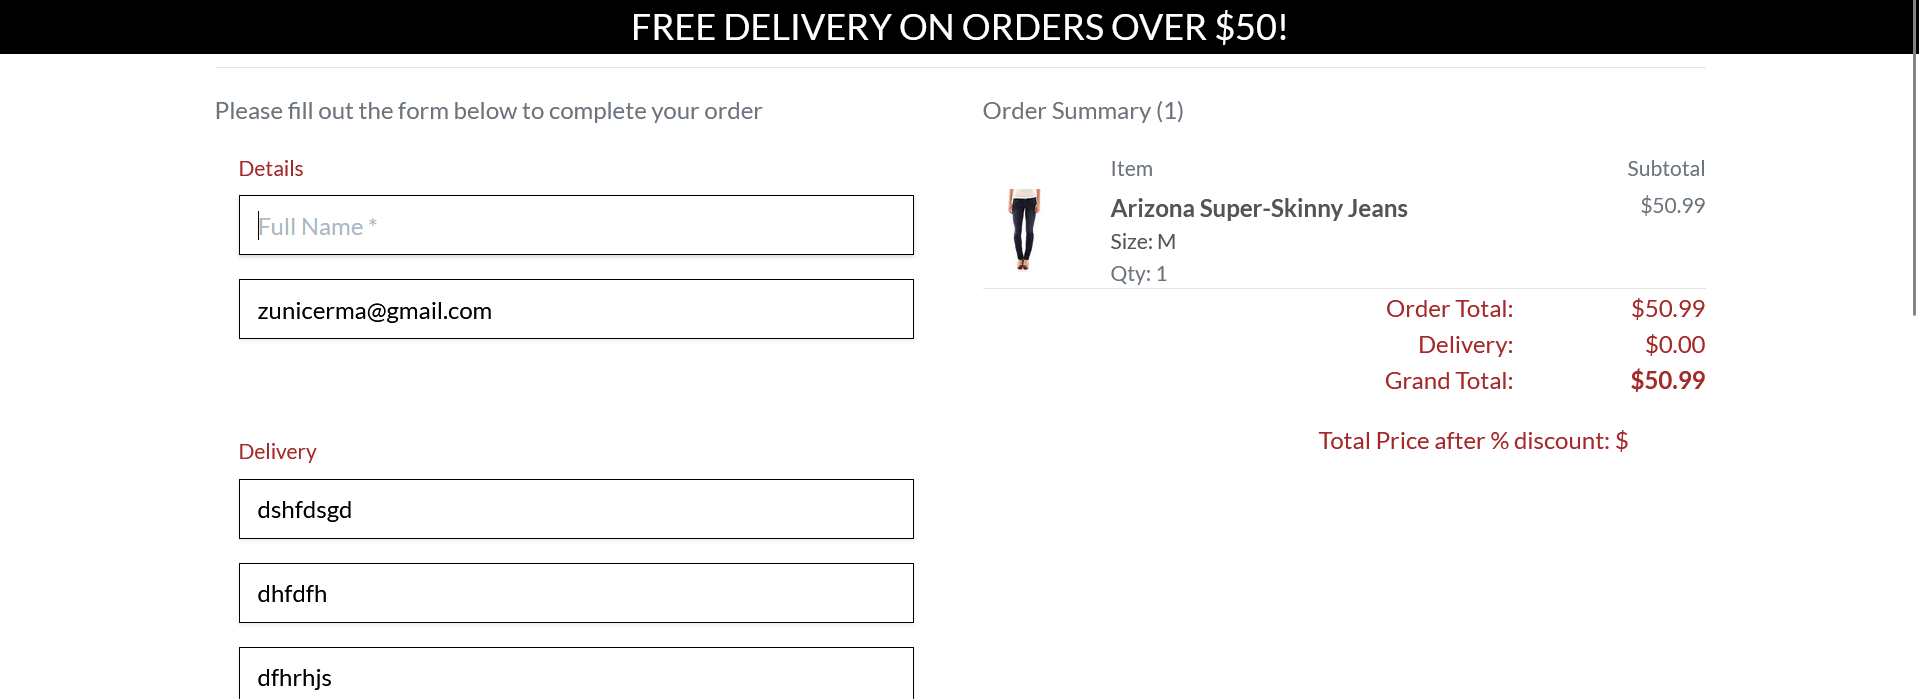 FREE DELIVERY ON ORDERS OVER $50!
Please fill out the form below to complete your order
Details
Full Name *
zunicerma@gmail.com
Delivery
dshfdsgd
dhfdfh
dfhrhjs
Order Summary (1)
Item Subtotal
Arizona Super-Skinny Jeans $50.99
Size: M
Qty: 1
Order Total: $50.99
Delivery: $0.00
Grand Total: $50.99
Total Price after % discount: $